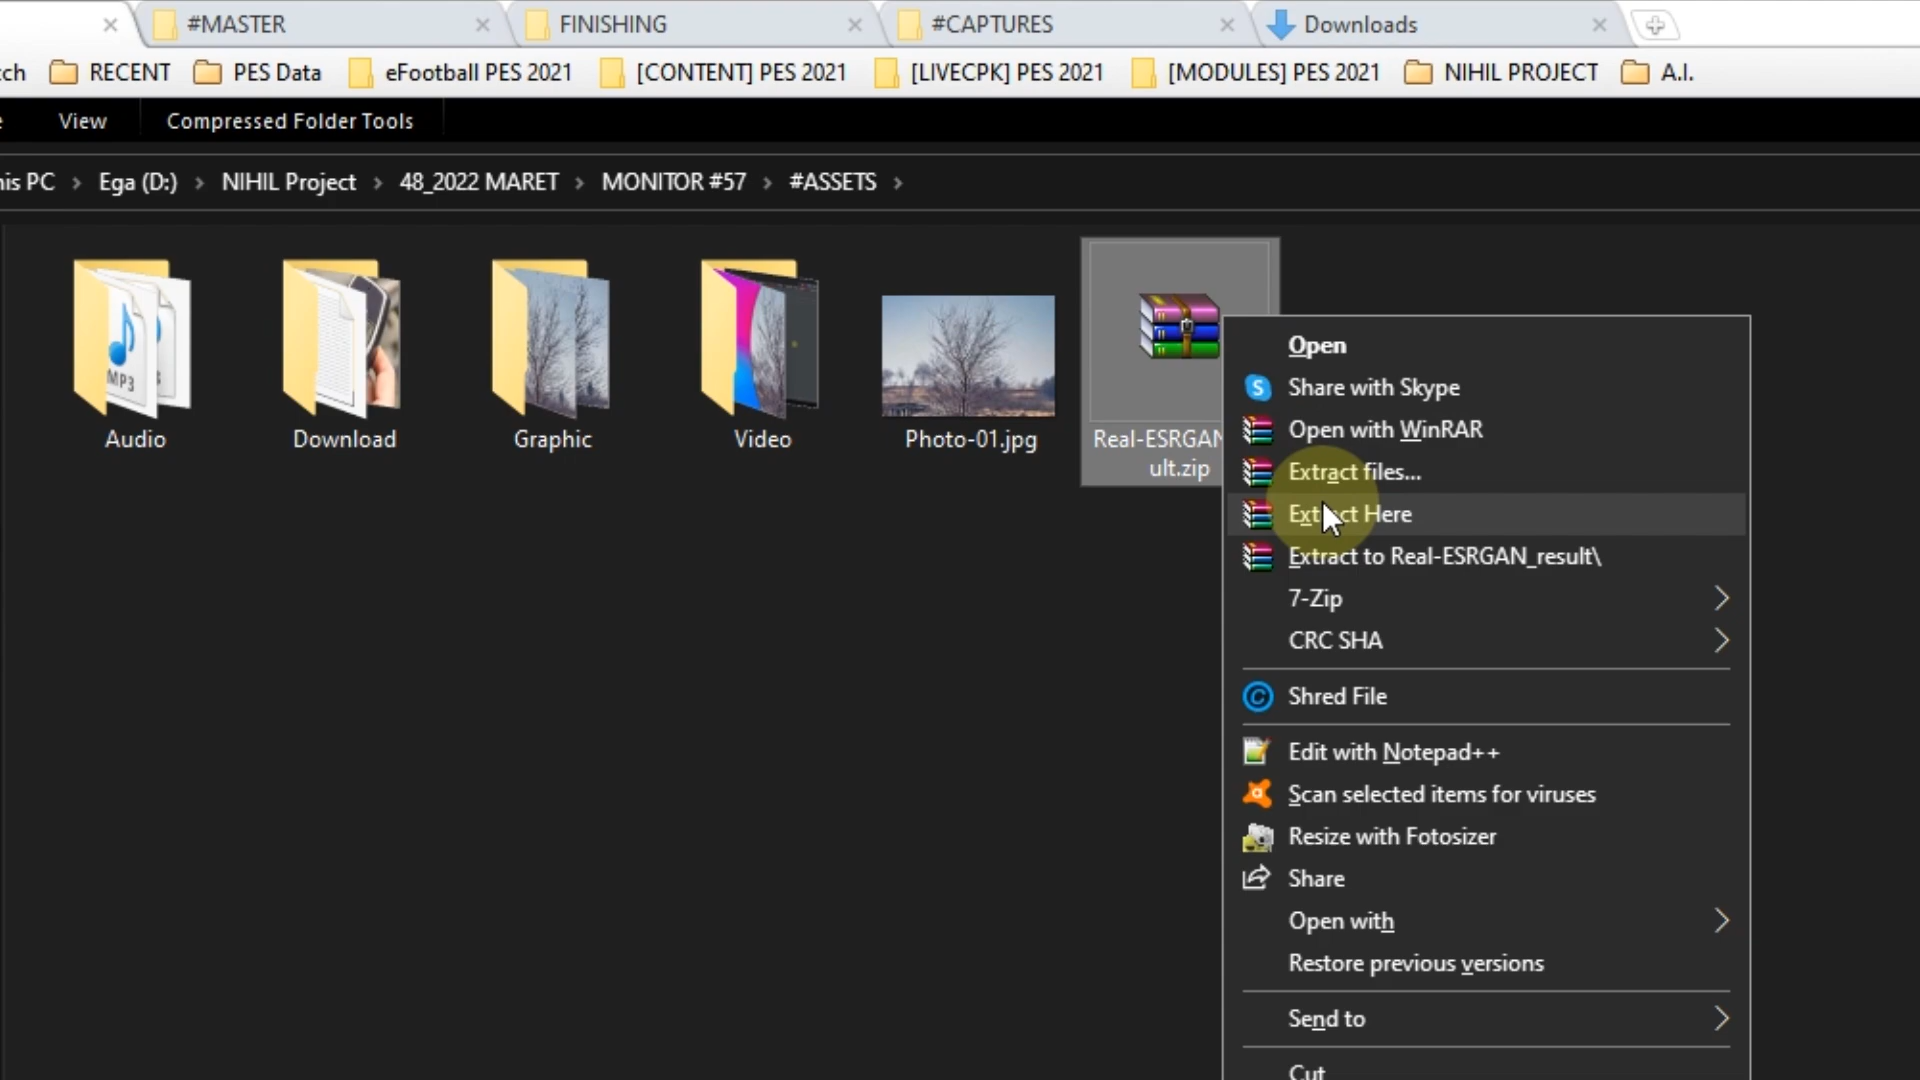 #MASTER
FINISHING
#CAPTURES
Downloads
ch
RECENT
PES Data
eFootball PES 2021
[CONTENT] PES 2021
[LIVECPK] PES 2021
[MODULES] PES 2021
NIHIL PROJECT
A.I.
View
Compressed Folder Tools
is PC
Ega (D:)
NIHIL Project
48_2022 MARET
MONITOR #57
#ASSETS
MP3
Audio
Download
Graphic
Video
Photo-01.jpg
Real-ESRGAN
ult.zip
Open
Share with Skype
Open with WinRAR
Extract files...
Extract Here
Extract to Real-ESRGAN_result\
7-Zip
CRC SHA
Shred File
Edit with Notepad++
Scan selected items for viruses
Resize with Fotosizer
Share
Open with
Restore previous versions
Send to
Cut